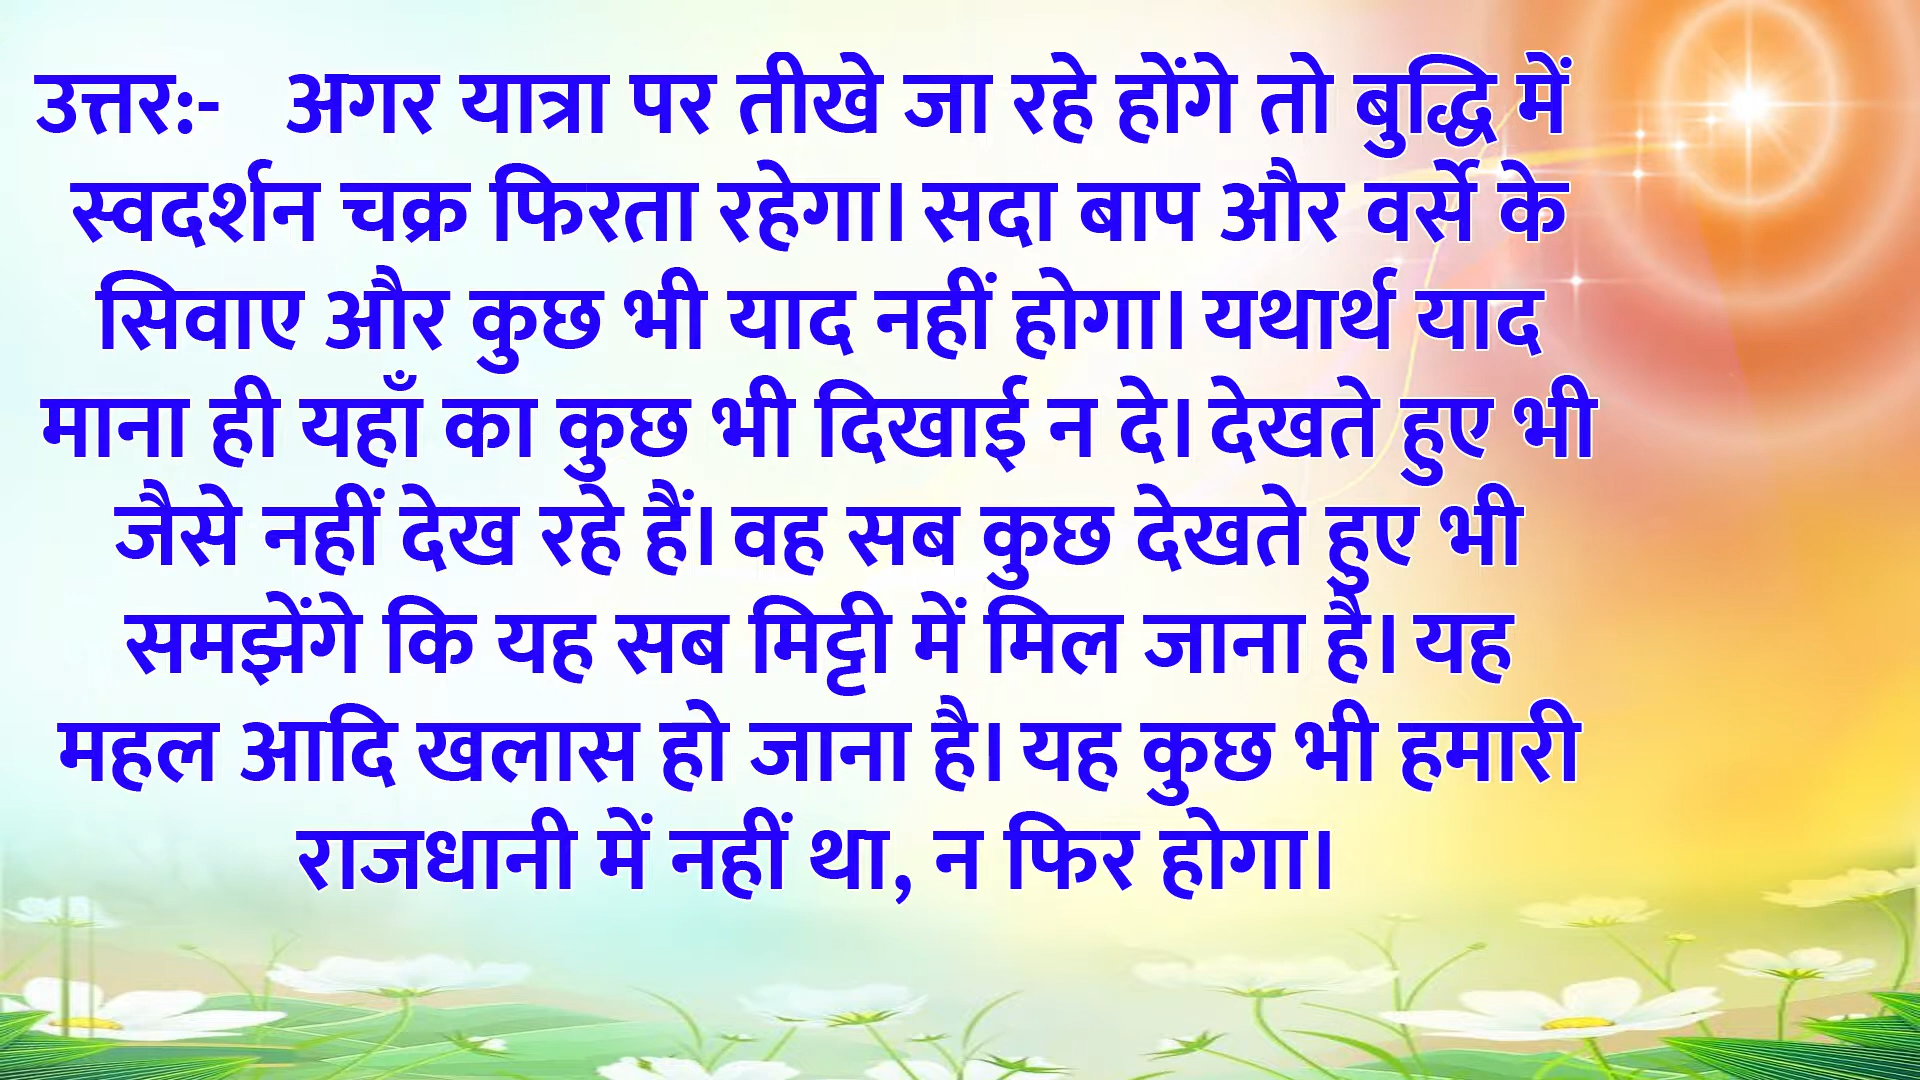 उत्तर:- अगर यात्रा पर तीखे जा रहे होंगे तो बुद्धि में
स्वदर्शन चक्र फिरता रहेगा। सदा बाप और वर्से के
सिवाए और कुछ भी याद नहीं होगा। यथार्थ याद
माना ही यहाँ का कुछ भी दिखाई न दे। देखते हुए भी
जैसे नहीं देख रहे हैं। वह सब कुछ देखते हुए भी
समझेंगे कि यह सब मिट्टी में मिल जाना है। यह
महल आदि खलास हो जाना है। यह कुछ भी हमारी
राजधानी में नहीं था, न फिर होगा।